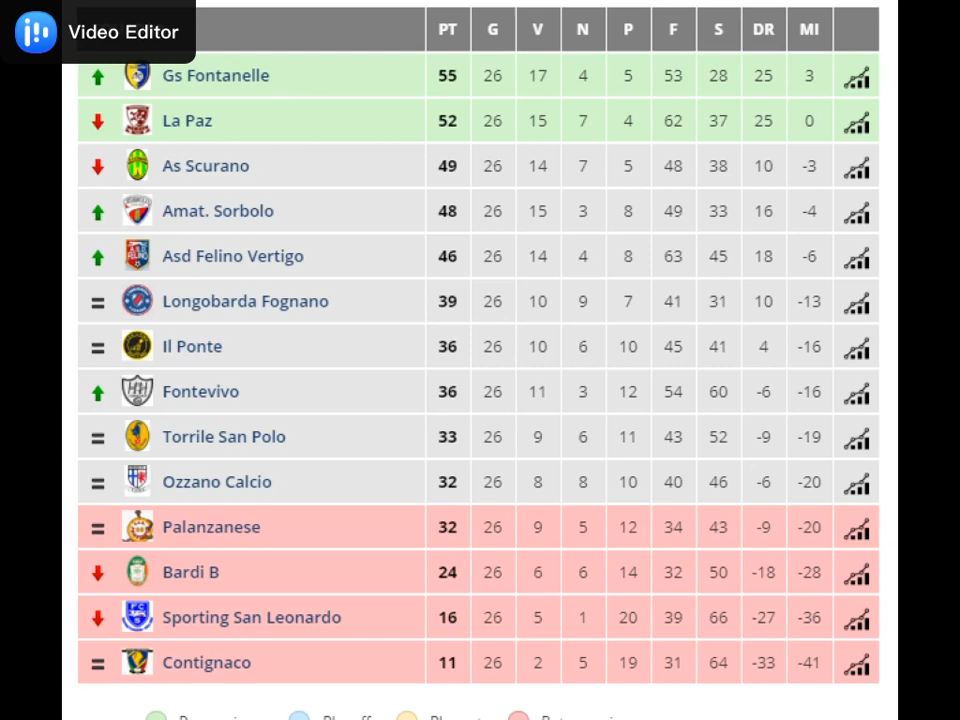 Video Editor
PT G V N P F S DR MI
Gs Fontanelle 55 26 17 4 5 53 28 25 3
La Paz 52 26 15 7 4 62 37 25 0
As Scurano 49 26 14 7 5 48 38 10 -3
Amat. Sorbolo 48 26 15 3 8 49 33 16 -4
Asd Felino Vertigo 46 26 14 4 8 63 45 18 -6
Longobarda Fognano 39 26 10 9 7 41 31 10 -13
Il Ponte 36 26 10 6 10 45 41 4 -16
Fontevivo 36 26 11 3 12 54 60 -6 -16
Torrile San Polo 33 26 9 6 11 43 52 -9 -19
Ozzano Calcio 32 26 8 8 10 40 46 -6 -20
Palanzanese 32 26 9 5 12 34 43 -9 -20
Bardi B 24 26 6 6 14 32 50 -18 -28
Sporting San Leonardo 16 26 5 1 20 39 66 -27 -36
Contignaco 11 26 2 5 19 31 64 -33 -41